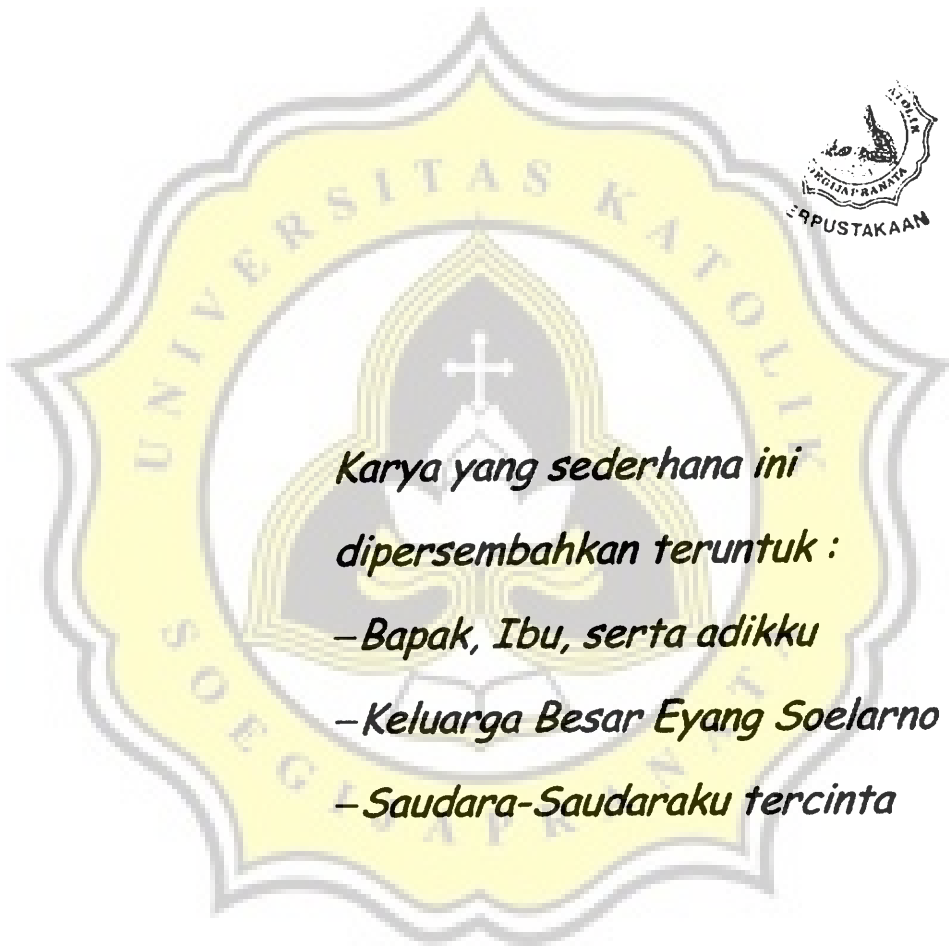 UNIVERSITAS KATOLIK
SOEGIJAPRANATA
PERPUSTAKAAN
Karya yang sederhana ini
dipersembahkan teruntuk :
–Bapak, Ibu, serta adikku
–Keluarga Besar Eyang Soelarno
–Saudara-Saudaraku tercinta